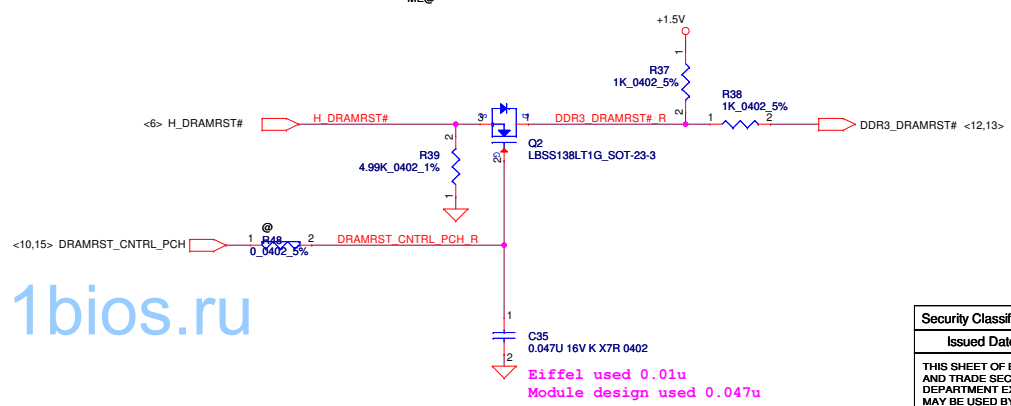 +1.5V
R37
1K_0402_5%
R38
1K_0402_5%
<6> H_DRAMRST#
H_DRAMRST#
3
S
D
1
DDR3_DRAMRST#_R
1
2
1
2
DDR3_DRAMRST# <12,13>
Q2
LBSS138LT1G_SOT-23-3
2
G
2
R39
4.99K_0402_1%
1
@
<10,15> DRAMRST_CNTRL_PCH
1
R48
2
0_0402_5%
DRAMRST_CNTRL_PCH_R
1bios.ru
1
C35
0.047U 16V K X7R 0402
2
Eiffel used 0.01u
Module design used 0.047u
Security Classif
Issued Date
THIS SHEET OF E
AND TRADE SEC
DEPARTMENT EX
MAY BE USED BY